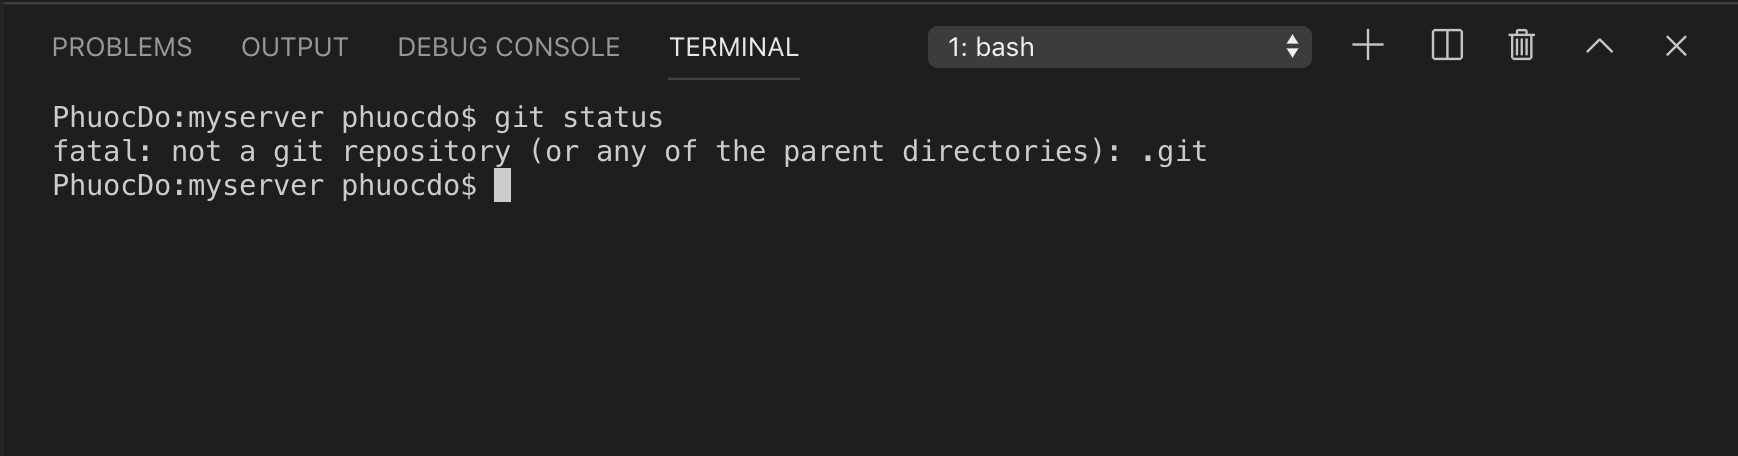 PROBLEMS OUTPUT DEBUG CONSOLE TERMINAL 1: bash
PhuocDo:myserver phuocdo$ git status
fatal: not a git repository (or any of the parent directories): .git
PhuocDo:myserver phuocdo$